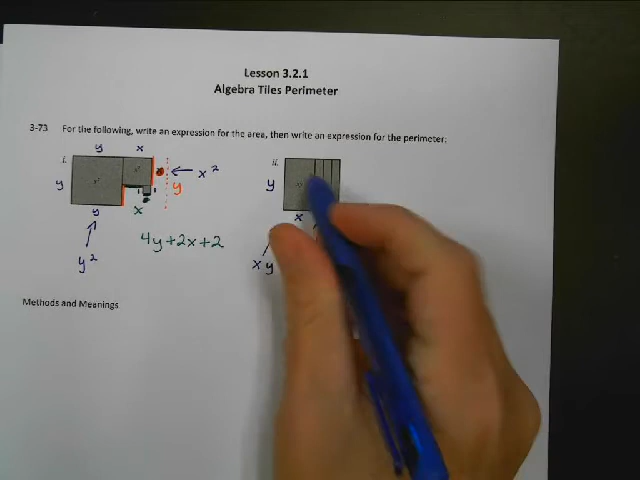 Lesson 3.2.1
Algebra Tiles Perimeter
3-73 For the following, write an expression for the area, then write an expression for the perimeter:
i.
y x
y
x²
y
y
x
4y+2x+2
y²
ii.
y
x
xy
Methods and Meanings